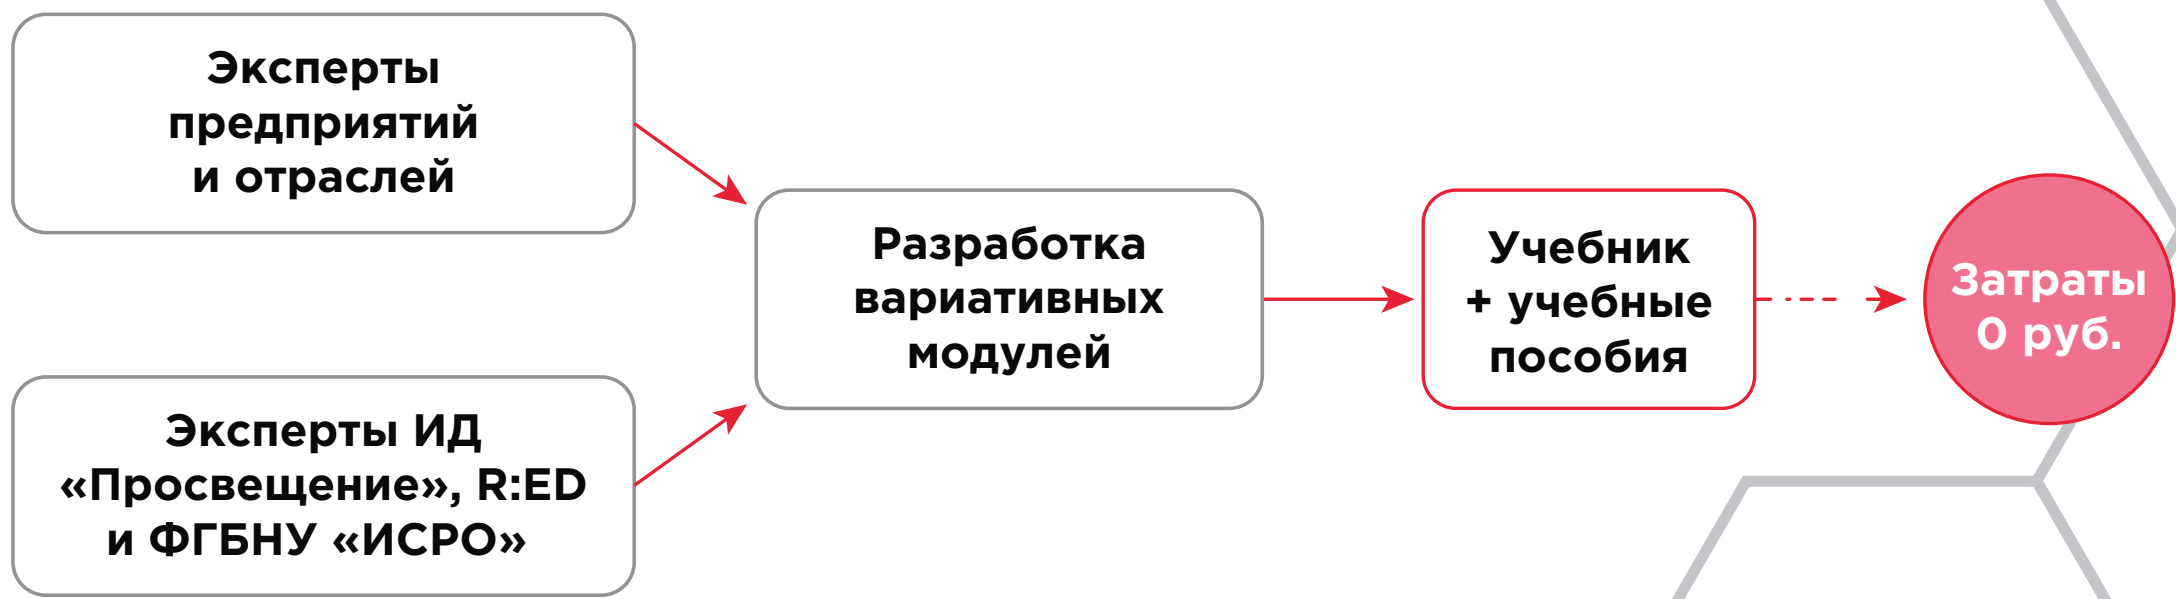 Эксперты
предприятий
и отраслей
Эксперты ИД
«Просвещение», R:ED
и ФГБНУ «ИСРО»
Разработка
вариативных
модулей
Учебник
+ учебные
пособия
Затраты
0 руб.